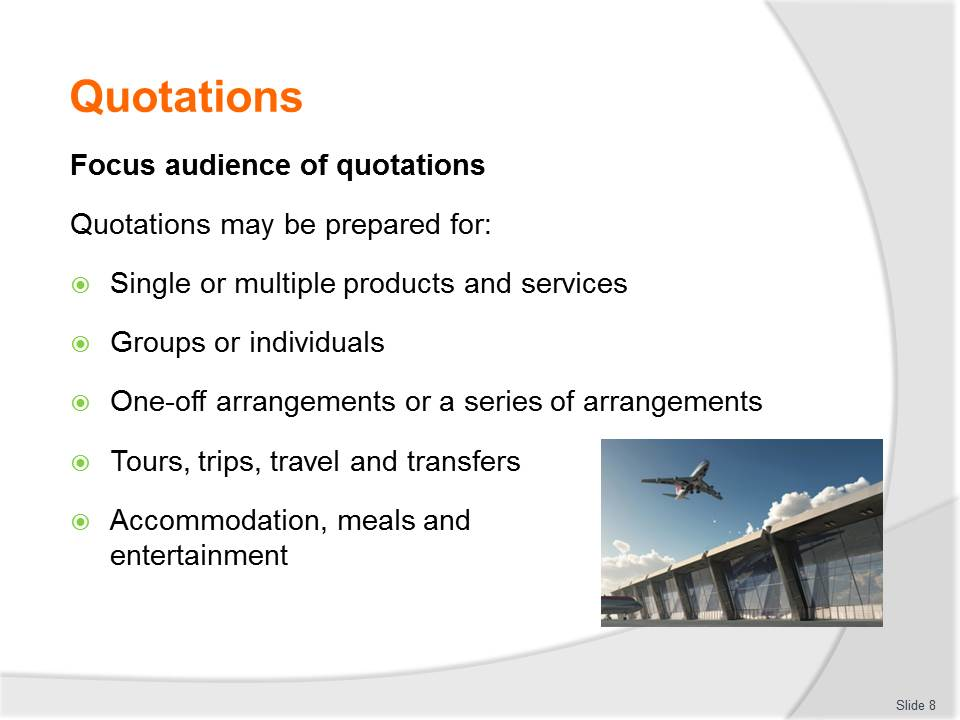 Quotations
Focus audience of quotations
Quotations may be prepared for:
Single or multiple products and services
Groups or individuals
One-off arrangements or a series of arrangements
Tours, trips, travel and transfers
Accommodation, meals and
entertainment
Slide 8